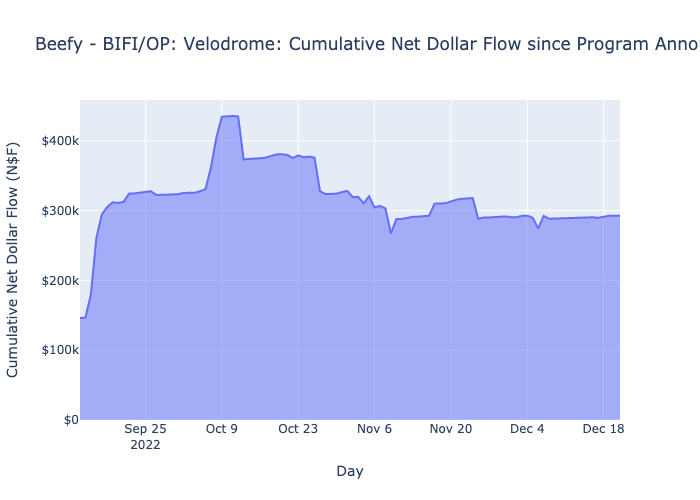 Beefy - BIFI/OP: Velodrome: Cumulative Net Dollar Flow since Program Anno
Cumulative Net Dollar Flow (N$F)
$400k
$300k
$200k
$100k
$0
Sep 25
2022
Oct 9
Oct 23
Nov 6
Nov 20
Dec 4
Dec 18
Day